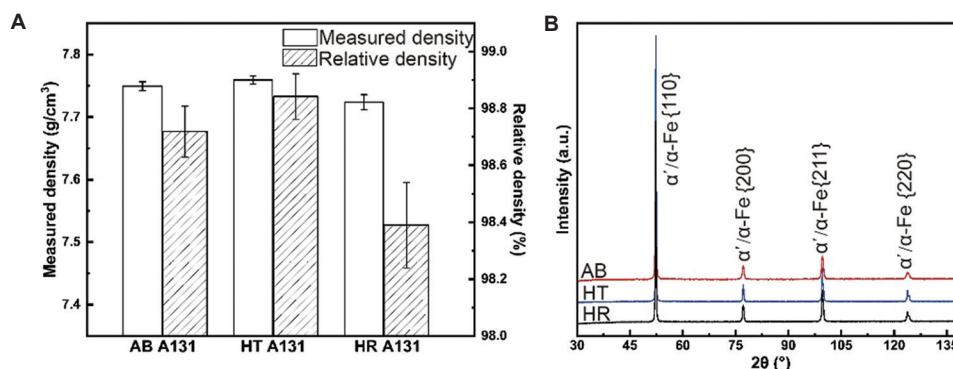 A
Measured density (g/cm³)
7.8
7.7
7.6
7.5
7.4
Measured density
Relative density
99.0
98.8
98.6
98.4
98.2
98.0
Relative density (%)
AB A131
HT A131
HR A131
B
Intensity (a.u.)
α´/α-Fe {110}
α´/α-Fe {200}
α´/α-Fe {211}
α´/α-Fe {220}
AB
HT
HR
30
45
60
75
90
105
120
135
2θ (°)